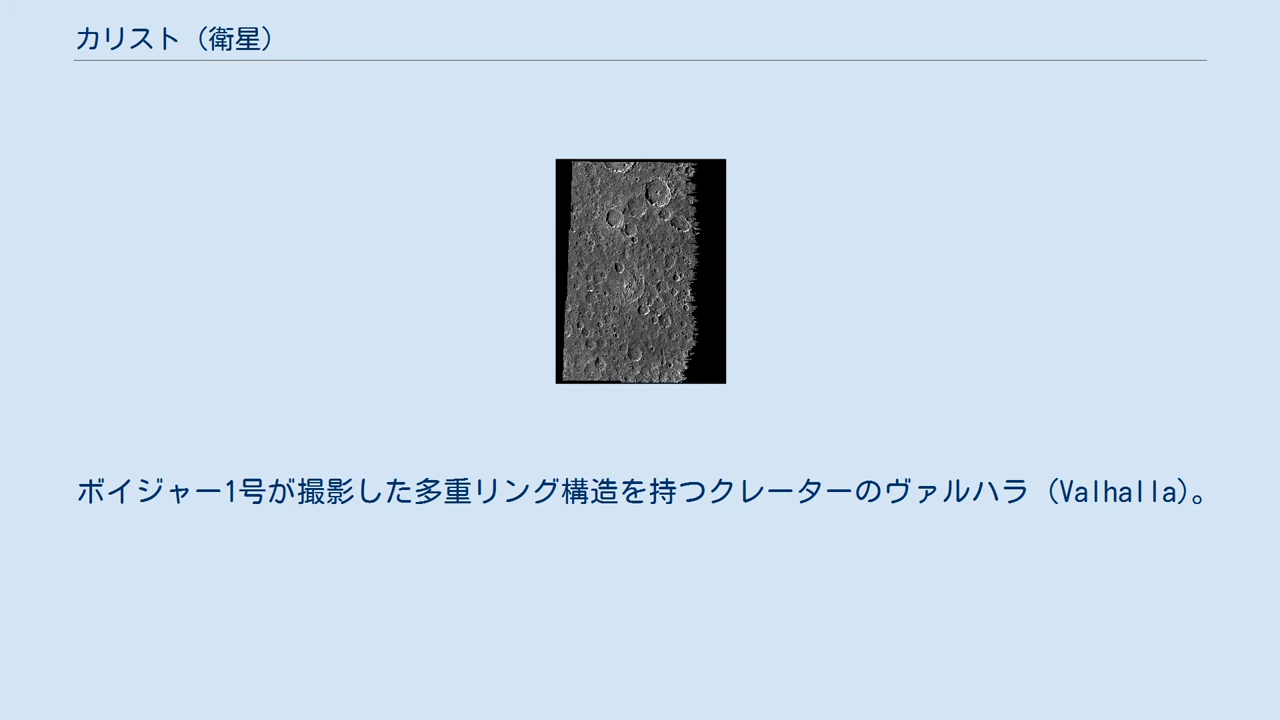 カリスト（衛星）
ボイジャー1号が撮影した多重リング構造を持つクレーターのヴァルハラ（Valhalla）。